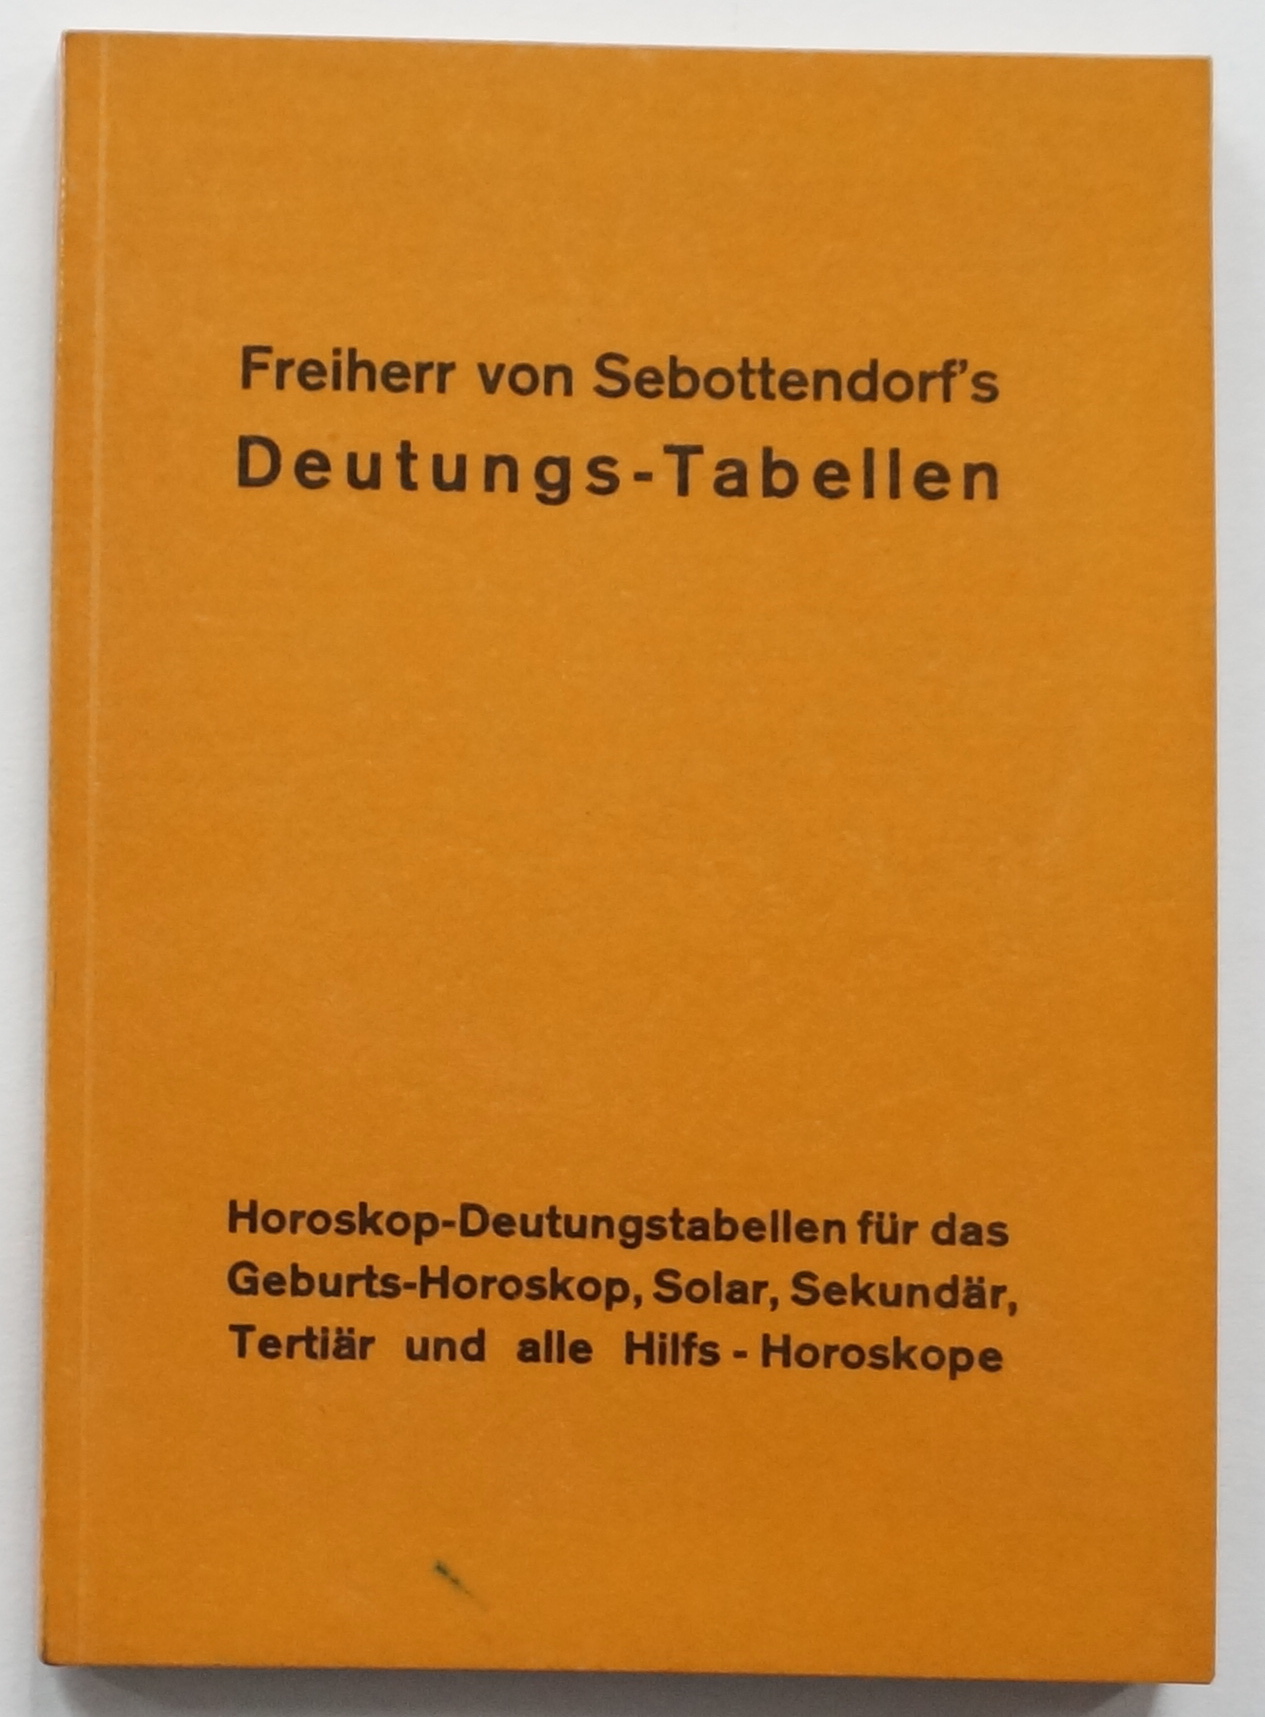 Freiherr von Sebottendorf's
Deutungs-Tabellen
Horoskop-Deutungstabellen für das
Geburts-Horoskop, Solar, Sekundär,
Tertiär und alle Hilfs - Horoskope